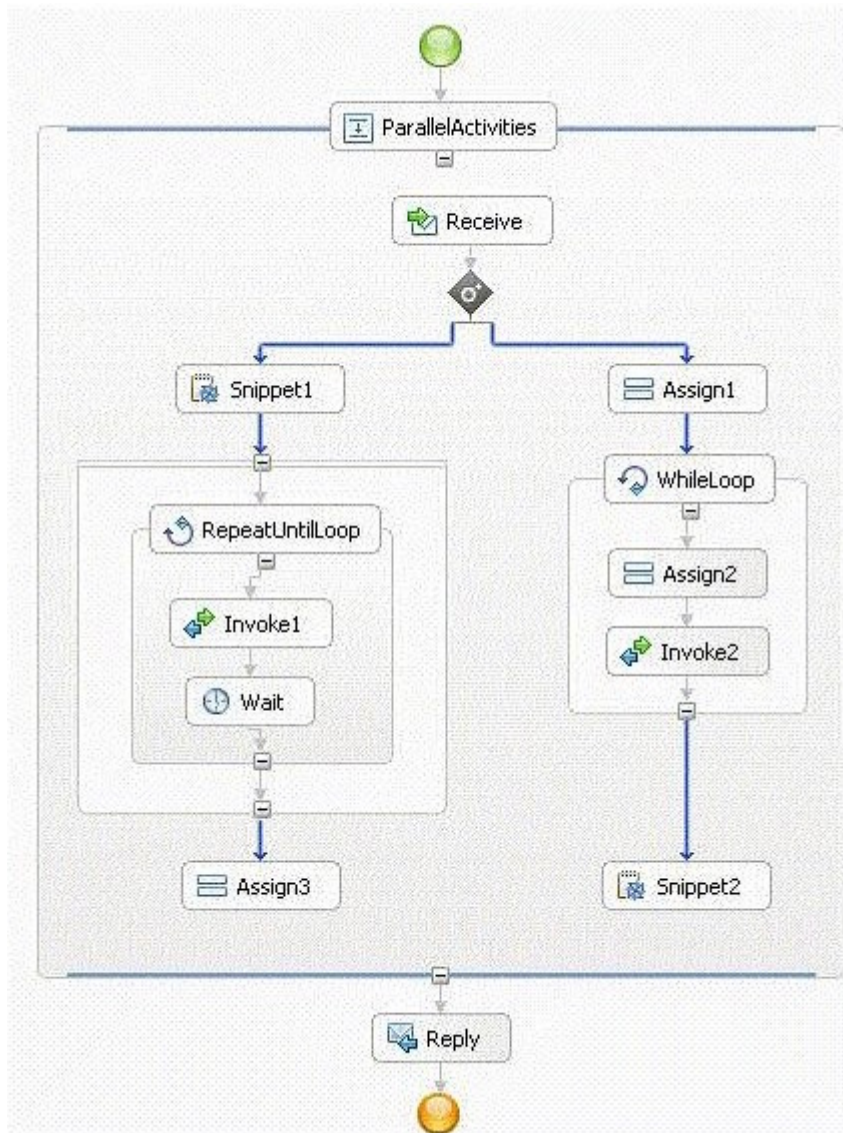 ParallelActivities
Receive
Snippet1
Assign1
WhileLoop
RepeatUntilLoop
Assign2
Invoke1
Invoke2
Wait
Assign3
Snippet2
Reply